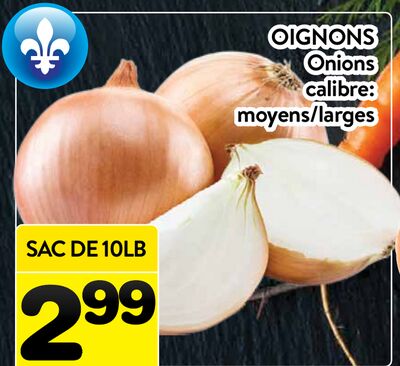 OIGNONS
Onions
calibre:
moyens/larges
SAC DE 10LB
2.99